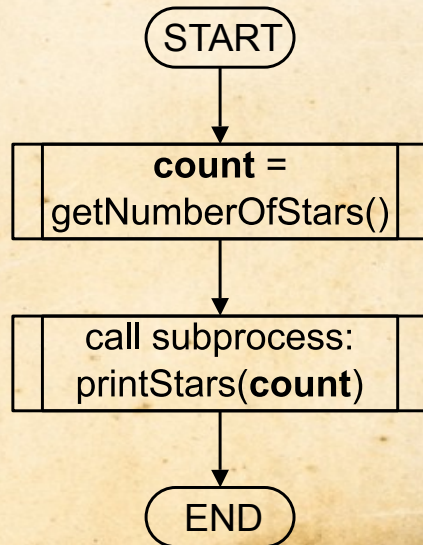 START
count =
getNumberOfStars()
call subprocess:
printStars(count)
END